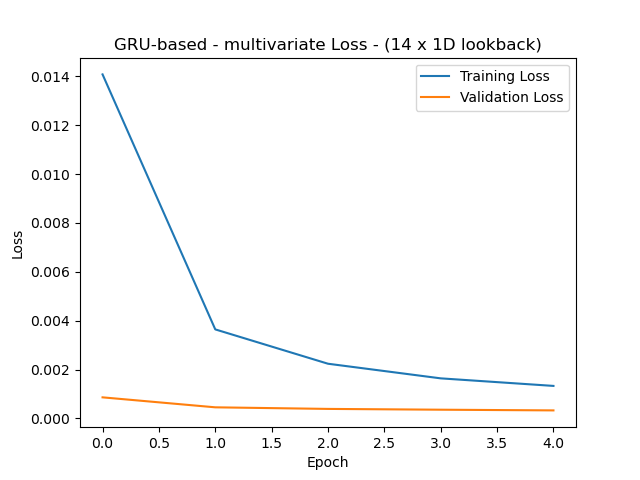 GRU-based - multivariate Loss - (14 x 1D lookback)
Training Loss
Validation Loss
0.014
0.012
0.010
0.008
0.006
0.004
0.002
0.000
Loss
0.0 0.5 1.0 1.5 2.0 2.5 3.0 3.5 4.0
Epoch